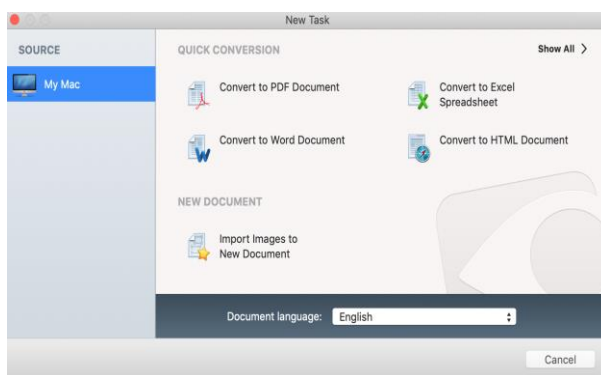 New Task
SOURCE
My Mac
QUICK CONVERSION
Show All >
Convert to PDF Document
Convert to Excel
Spreadsheet
Convert to Word Document
Convert to HTML Document
NEW DOCUMENT
Import Images to
New Document
Document language: English
Cancel